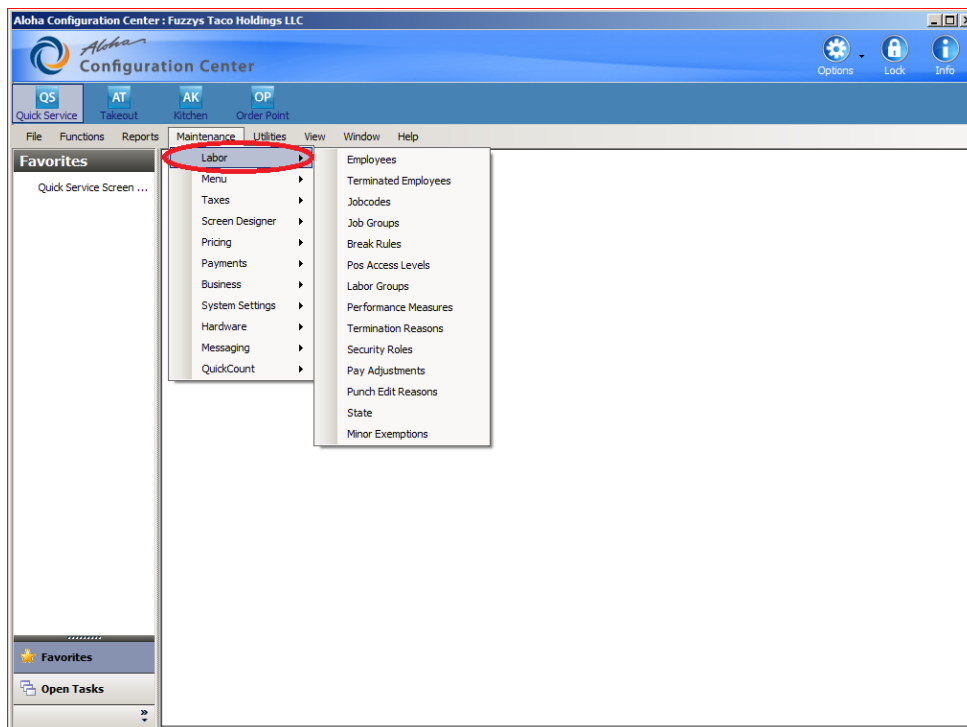 Aloha Configuration Center : Fuzzys Taco Holdings LLC
Aloha
Configuration Center
Options
Lock
Info
QS
AT
AK
OP
Quick Service
Takeout
Kitchen
Order Point
File Functions Reports Maintenance Utilities View Window Help
Favorites
Quick Service Screen ...
Labor
Menu
Taxes
Screen Designer
Pricing
Payments
Business
System Settings
Hardware
Messaging
QuickCount
Employees
Terminated Employees
Jobcodes
Job Groups
Break Rules
Pos Access Levels
Labor Groups
Performance Measures
Termination Reasons
Security Roles
Pay Adjustments
Punch Edit Reasons
State
Minor Exemptions
Favorites
Open Tasks